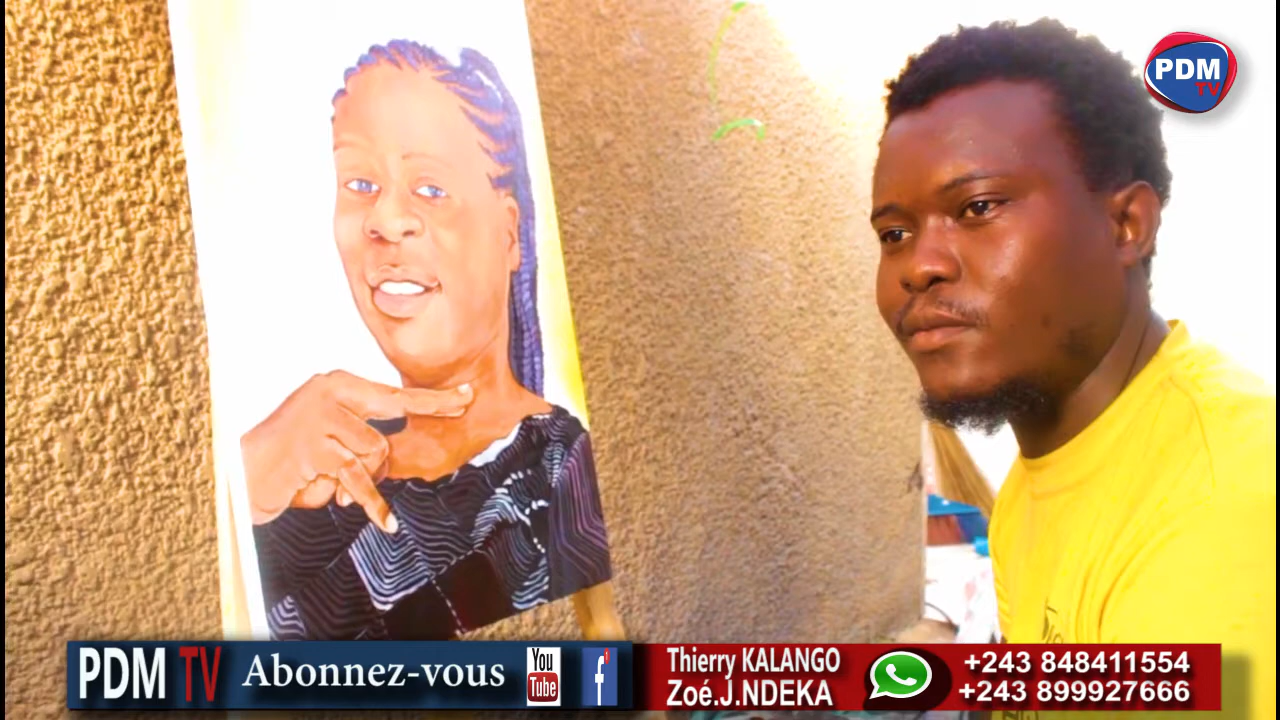 PDM
TV
PDM TV Abonnez-vous
You
Tube
f
Thierry KALANGO
Zoé.J.NDEKA
+243 848411554
+243 899927666